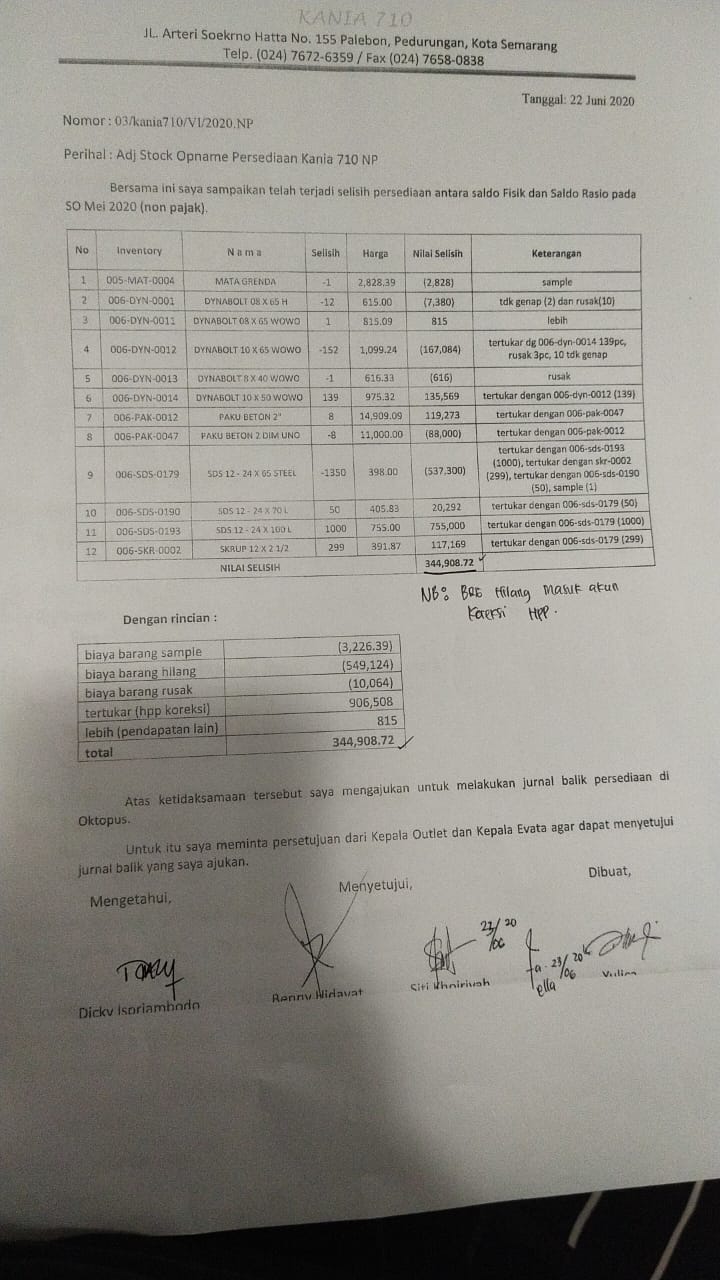 KANIA 710
JL. Arteri Soekrno Hatta No. 155 Palebon, Pedurungan, Kota Semarang
Telp. (024) 7672-6359 / Fax (024) 7658-0838
Tanggal: 22 Juni 2020
Nomor : 03/kania710/VI/2020.NP
Perihal : Adj Stock Opname Persediaan Kania 710 NP
Bersama ini saya sampaikan telah terjadi selisih persediaan antara saldo Fisik dan Saldo Rasio pada
SO Mei 2020 (non pajak).
No Inventory N a m a Selisih Harga Nilai Selisih Keterangan
1 005-MAT-0004 MATA GRENDA -1 2,828.39 (2,828) sample
2 006-DYN-0001 DYNABOLT 08 X 65 H -12 615.00 (7,380) tdk genap (2) dan rusak(10)
3 006-DYN-0011 DYNABOLT 08 X 65 WOWO 1 815.09 815 lebih
4 006-DYN-0012 DYNABOLT 10 X 65 WOWO -152 1,099.24 (167,084) tertukar dg 006-dyn-0014 139pc,
rusak 3pc, 10 tdk genap
5 006-DYN-0013 DYNABOLT 8 X 40 WOWO -1 616.33 (616) rusak
6 006-DYN-0014 DYNABOLT 10 X 50 WOWO 139 975.32 135,569 tertukar dengan 006-dyn-0012 (139)
7 006-PAK-0012 PAKU BETON 2" 8 14,909.09 119,273 tertukar dengan 006-pak-0047
8 006-PAK-0047 PAKU BETON 2 DIM UNO -8 11,000.00 (88,000) tertukar dengan 006-pak-0012
9 006-SDS-0179 SDS 12 - 24 X 65 STEEL -1350 398.00 (537,300) tertukar dengan 006-sds-0193
(1000), tertukar dengan skr-0002
(299), tertukar dengan 006-sds-0190
(50), sample (1)
10 006-SDS-0190 SDS 12 - 24 X 70 L 50 405.83 20,292 tertukar dengan 006-sds-0179 (50)
11 006-SDS-0193 SDS 12 - 24 X 100 L 1000 755.00 755,000 tertukar dengan 006-sds-0179 (1000)
12 006-SKR-0002 SKRUP 12 X 2 1/2 299 391.87 117,169 tertukar dengan 006-sds-0179 (299)
NILAI SELISIH 344,908.72
NB: BRG Hilang Masuk akun
Koreksi HPP.
Dengan rincian :
biaya barang sample (3,226.39)
biaya barang hilang (549,124)
biaya barang rusak (10,064)
tertukar (hpp koreksi) 906,508
lebih (pendapatan lain) 815
total 344,908.72
Atas ketidaksamaan tersebut saya mengajukan untuk melakukan jurnal balik persediaan di
Oktopus.
Untuk itu saya meminta persetujuan dari Kepala Outlet dan Kepala Evata agar dapat menyetujui
jurnal balik yang saya ajukan.
Mengetahui, Menyetujui, Dibuat,
23/06 20
fa. 23/06 20
ella
Dicky Isoriambodo Benny Hidayat Siti Khoiriyah